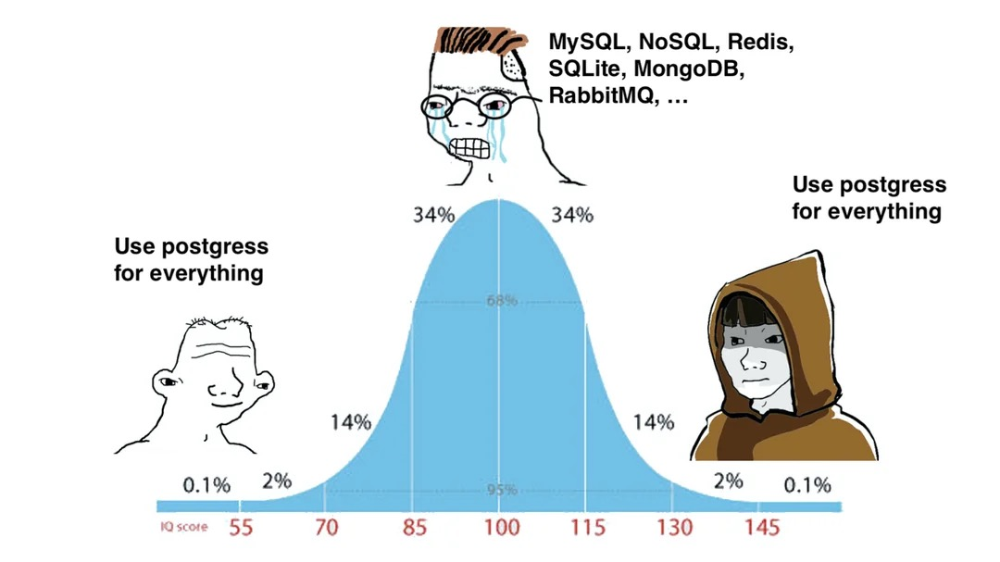 MySQL, NoSQL, Redis,
SQLite, MongoDB,
RabbitMQ, …
Use postgress
for everything
Use postgress
for everything
34%
34%
68%
14%
14%
95%
0.1%
2%
2%
0.1%
IQ score 55 70 85 100 115 130 145